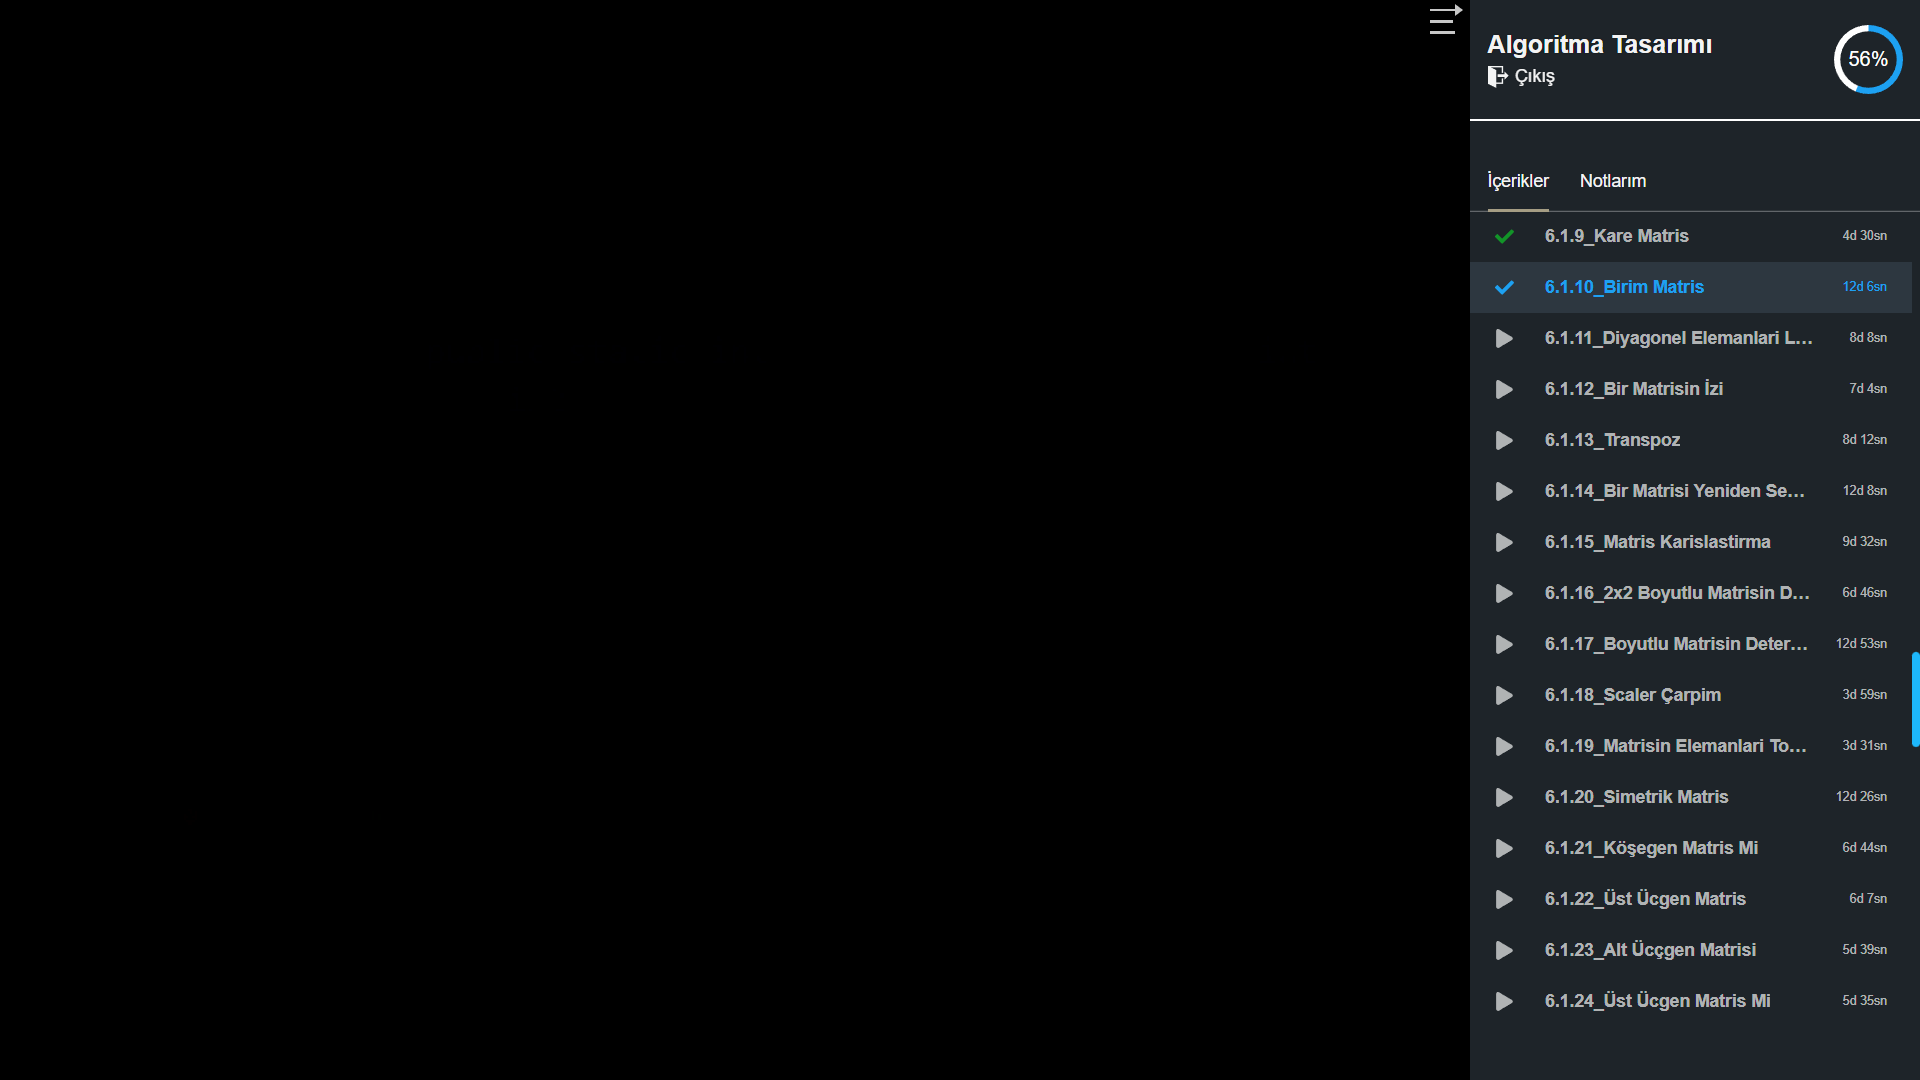 Algoritma Tasarımı
Çıkış
56%
İçerikler Notlarım
6.1.9_Kare Matris 4d 30sn
6.1.10_Birim Matris 12d 6sn
6.1.11_Diyagonel Elemanlari L... 8d 8sn
6.1.12_Bir Matrisin İzi 7d 4sn
6.1.13_Transpoz 8d 12sn
6.1.14_Bir Matrisi Yeniden Se... 12d 8sn
6.1.15_Matris Karislastirma 9d 32sn
6.1.16_2x2 Boyutlu Matrisin D... 6d 46sn
6.1.17_Boyutlu Matrisin Deter... 12d 53sn
6.1.18_Scaler Çarpim 3d 59sn
6.1.19_Matrisin Elemanlari To... 3d 31sn
6.1.20_Simetrik Matris 12d 26sn
6.1.21_Köşegen Matris Mi 6d 44sn
6.1.22_Üst Ücgen Matris 6d 7sn
6.1.23_Alt Ücçgen Matrisi 5d 39sn
6.1.24_Üst Ücgen Matris Mi 5d 35sn